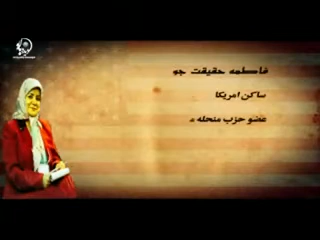 فاطمه حقیقت جو
ساکن امریکا
عضو حزب منحله م